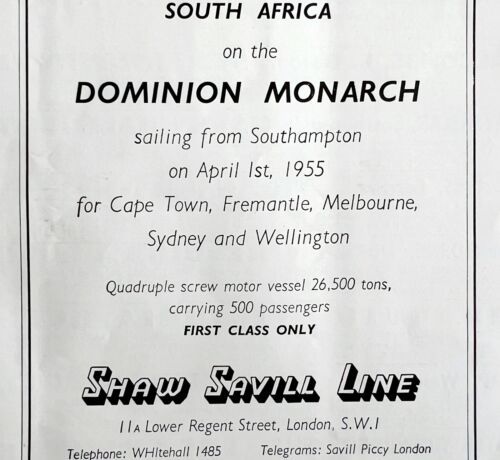 SOUTH AFRICA
on the
DOMINION MONARCH
sailing from Southampton
on April 1st, 1955
for Cape Town, Fremantle, Melbourne,
Sydney and Wellington
Quadruple screw motor vessel 26,500 tons,
carrying 500 passengers
FIRST CLASS ONLY
SHAW SAVILL LINE
11A Lower Regent Street, London, S.W.1
Telephone: WHItehall 1485 Telegrams: Savill Piccy London